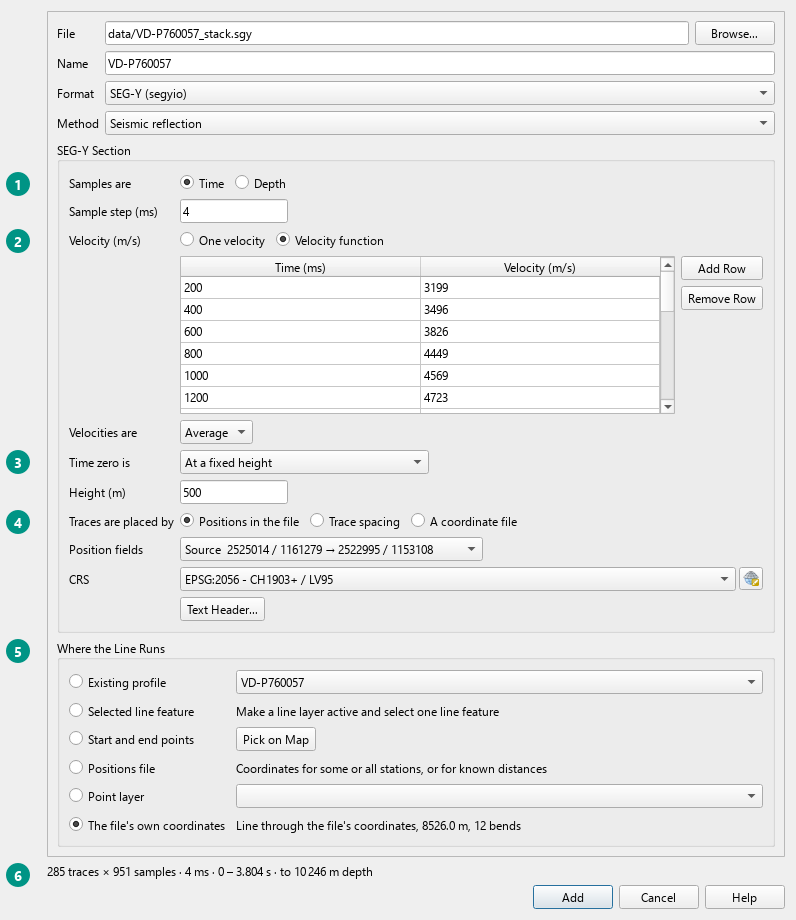 File data/VD-P760057_stack.sgy Browse...
Name VD-P760057
Format SEG-Y (segyio)
Method Seismic reflection
SEG-Y Section
1 Samples are Time Depth
Sample step (ms) 4
2 Velocity (m/s) One velocity Velocity function
Time (ms) Velocity (m/s) Add Row
200 3199 Remove Row
400 3496
600 3826
800 4449
1000 4569
1200 4723
Velocities are Average
3 Time zero is At a fixed height
Height (m) 500
4 Traces are placed by Positions in the file Trace spacing A coordinate file
Position fields Source 2525014 / 1161279 → 2522995 / 1153108
CRS EPSG:2056 - CH1903+ / LV95
Text Header...
5 Where the Line Runs
Existing profile VD-P760057
Selected line feature Make a line layer active and select one line feature
Start and end points Pick on Map
Positions file Coordinates for some or all stations, or for known distances
Point layer
The file's own coordinates Line through the file's coordinates, 8526.0 m, 12 bends
6 285 traces × 951 samples · 4 ms · 0 – 3.804 s · to 10 246 m depth
Add Cancel Help